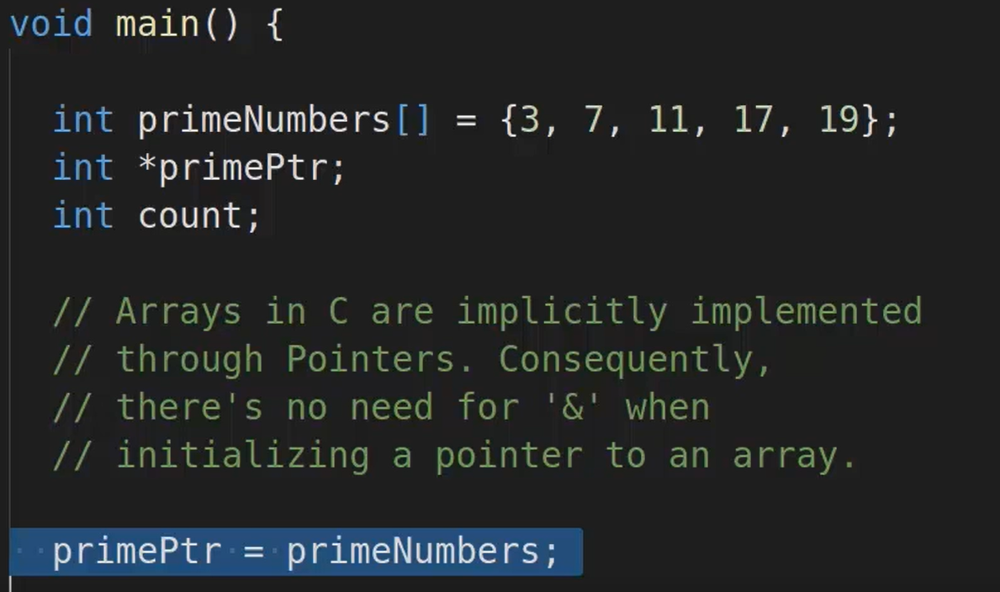 void main() {
int primeNumbers[] = {3, 7, 11, 17, 19};
int *primePtr;
int count;
// Arrays in C are implicitly implemented
// through Pointers. Consequently,
// there's no need for '&' when
// initializing a pointer to an array.
primePtr = primeNumbers;